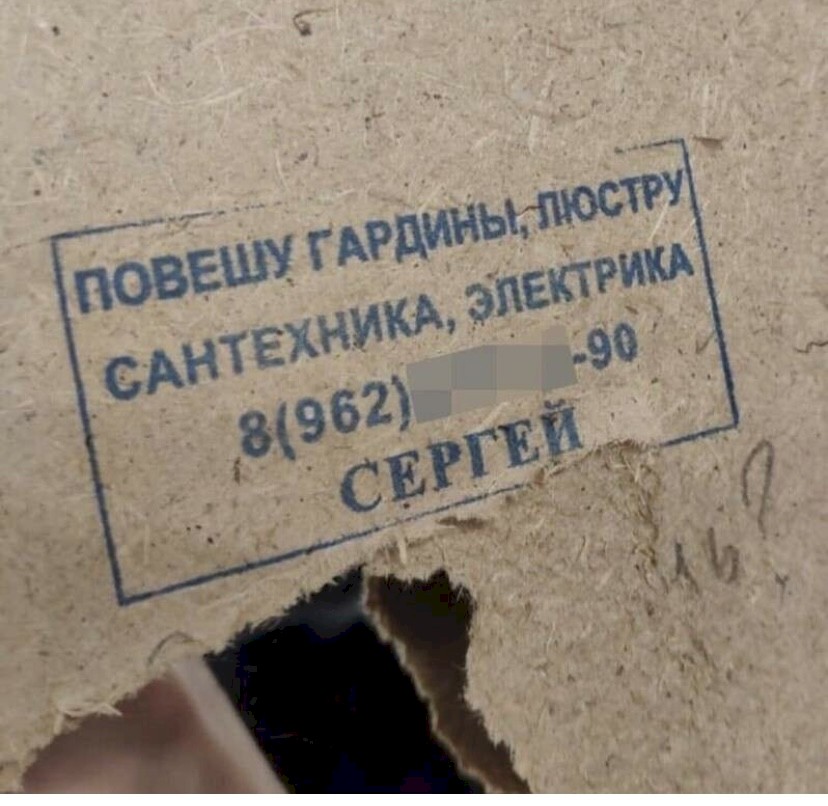 ПОВЕШУ ГАРДИНЫ, ЛЮСТРУ
САНТЕХНИКА, ЭЛЕКТРИКА
8(962) -90
СЕРГЕЙ